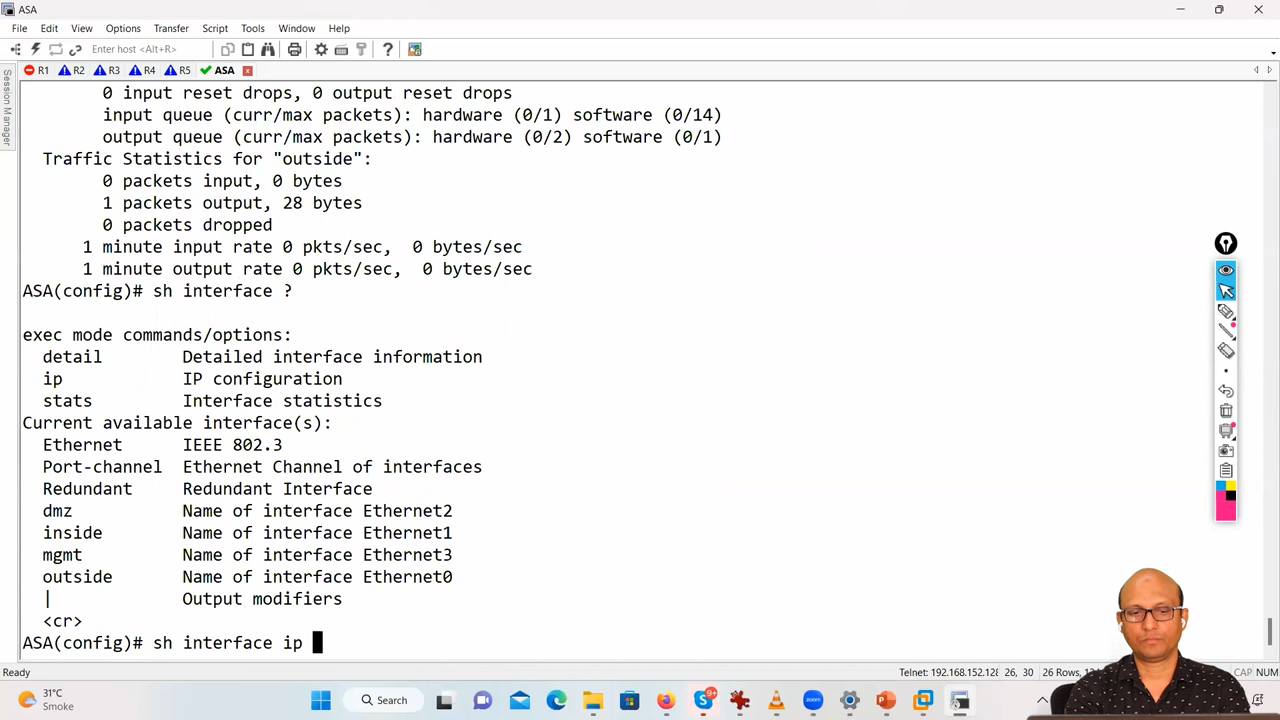 ASA
File Edit View Options Transfer Script Tools Window Help
Enter host <Alt+R>
R1 R2 R3 R4 R5 ASA
Session Manager
0 input reset drops, 0 output reset drops
input queue (curr/max packets): hardware (0/1) software (0/14)
output queue (curr/max packets): hardware (0/2) software (0/1)
Traffic Statistics for "outside":
0 packets input, 0 bytes
1 packets output, 28 bytes
0 packets dropped
1 minute input rate 0 pkts/sec, 0 bytes/sec
1 minute output rate 0 pkts/sec, 0 bytes/sec
ASA(config)# sh interface ?
exec mode commands/options:
detail Detailed interface information
ip IP configuration
stats Interface statistics
Current available interface(s):
Ethernet IEEE 802.3
Port-channel Ethernet Channel of interfaces
Redundant Redundant Interface
dmz Name of interface Ethernet2
inside Name of interface Ethernet1
mgmt Name of interface Ethernet3
outside Name of interface Ethernet0
| Output modifiers
<cr>
ASA(config)# sh interface ip
Ready Telnet: 192.168.152.128 26, 30 26 Rows, CAP NUM
31°C
Smoke
Search
9+